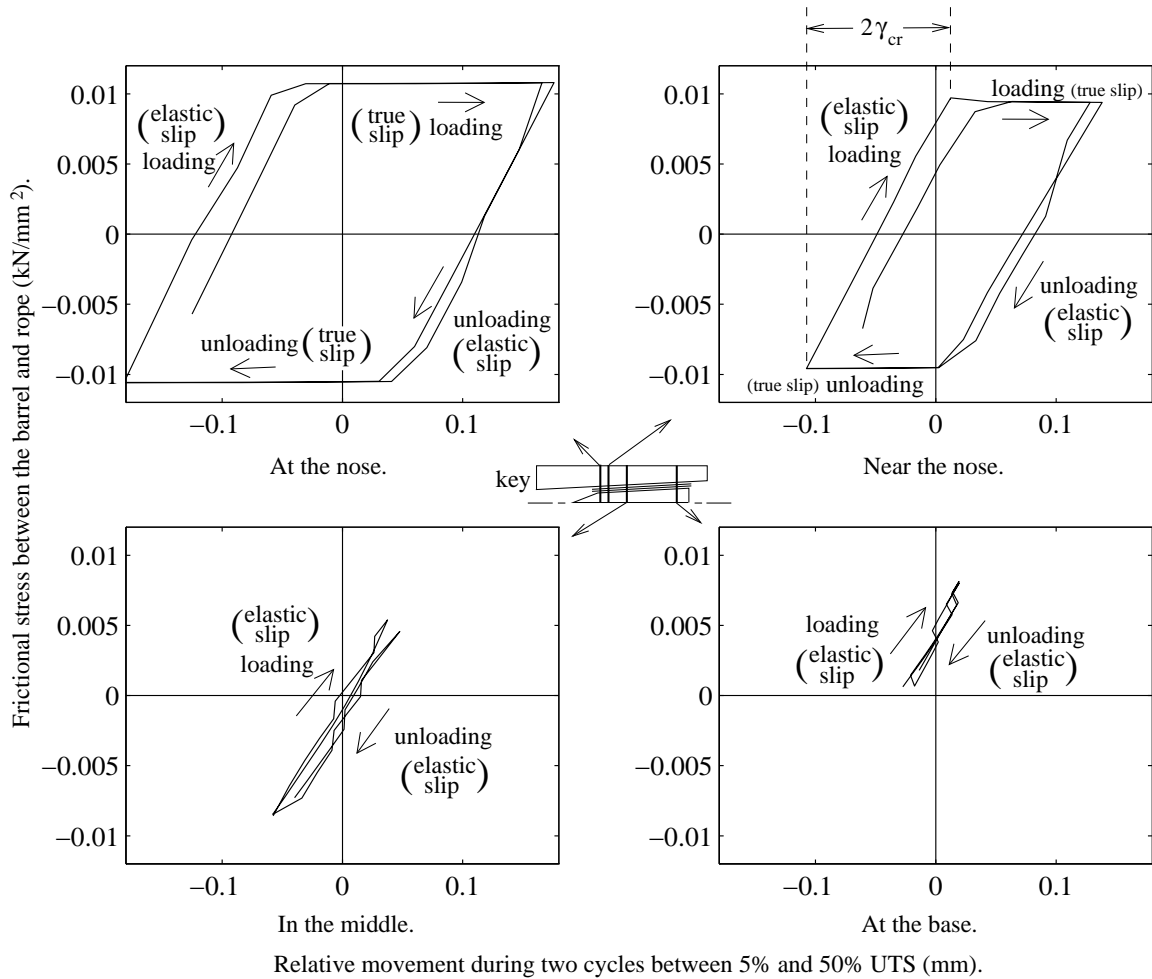 2γcr
0.01
0.005
0
−0.005
−0.01
−0.1
0
0.1
(elastic slip)
loading
(true slip) loading
unloading (true slip)
unloading
(elastic slip)
At the nose.
0.01
0.005
0
−0.005
−0.01
−0.1
0
0.1
(elastic slip)
loading
loading (true slip)
unloading
(elastic slip)
(true slip) unloading
Near the nose.
key
0.01
0.005
0
−0.005
−0.01
−0.1
0
0.1
(elastic slip)
loading
unloading
(elastic slip)
In the middle.
0.01
0.005
0
−0.005
−0.01
−0.1
0
0.1
loading
(elastic slip)
unloading
(elastic slip)
At the base.
Frictional stress between the barrel and rope (kN/mm²).
Relative movement during two cycles between 5% and 50% UTS (mm).